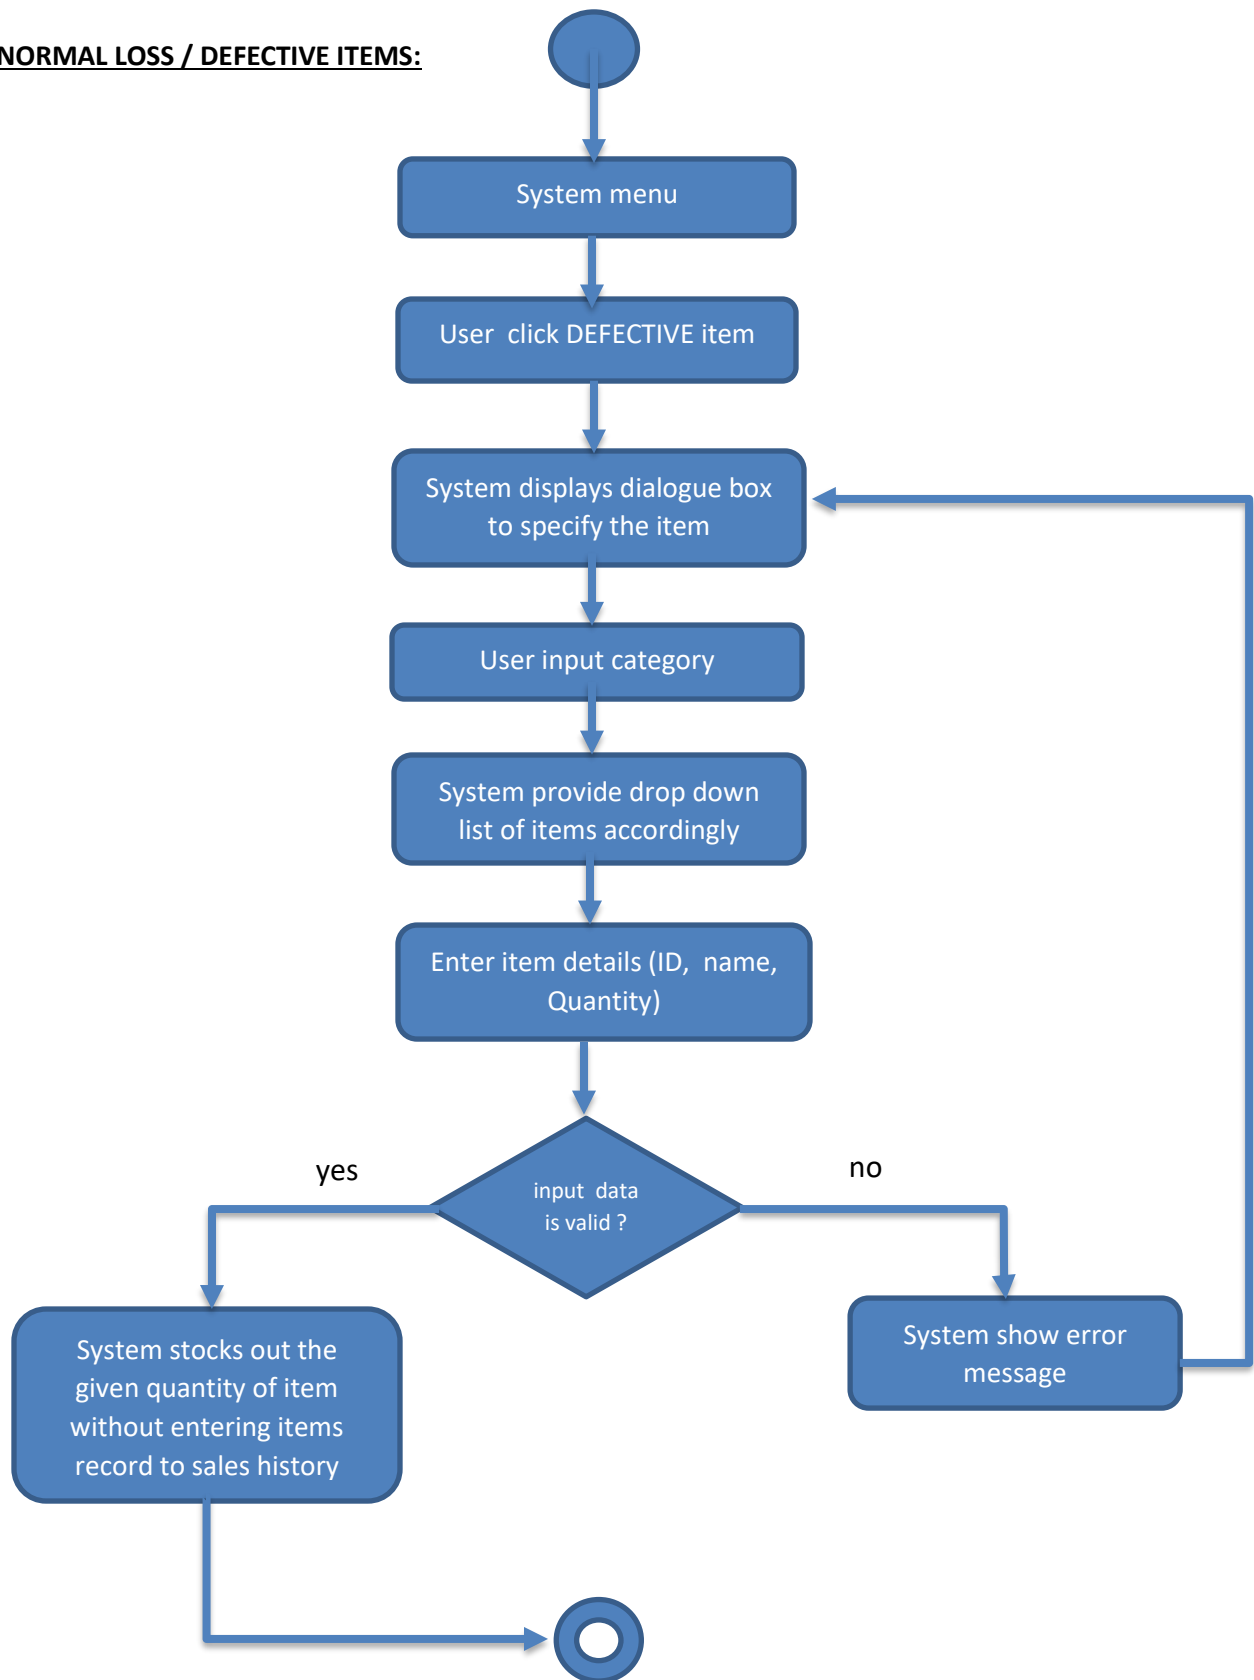 NORMAL LOSS / DEFECTIVE ITEMS:
System menu
User  click DEFECTIVE item
System displays dialogue box
to specify the item
User input category
System provide drop down
list of items accordingly
Enter item details (ID,  name,
Quantity)
input  data
is valid ?
yes
no
System stocks out the
given quantity of item
without entering items
record to sales history
System show error
message